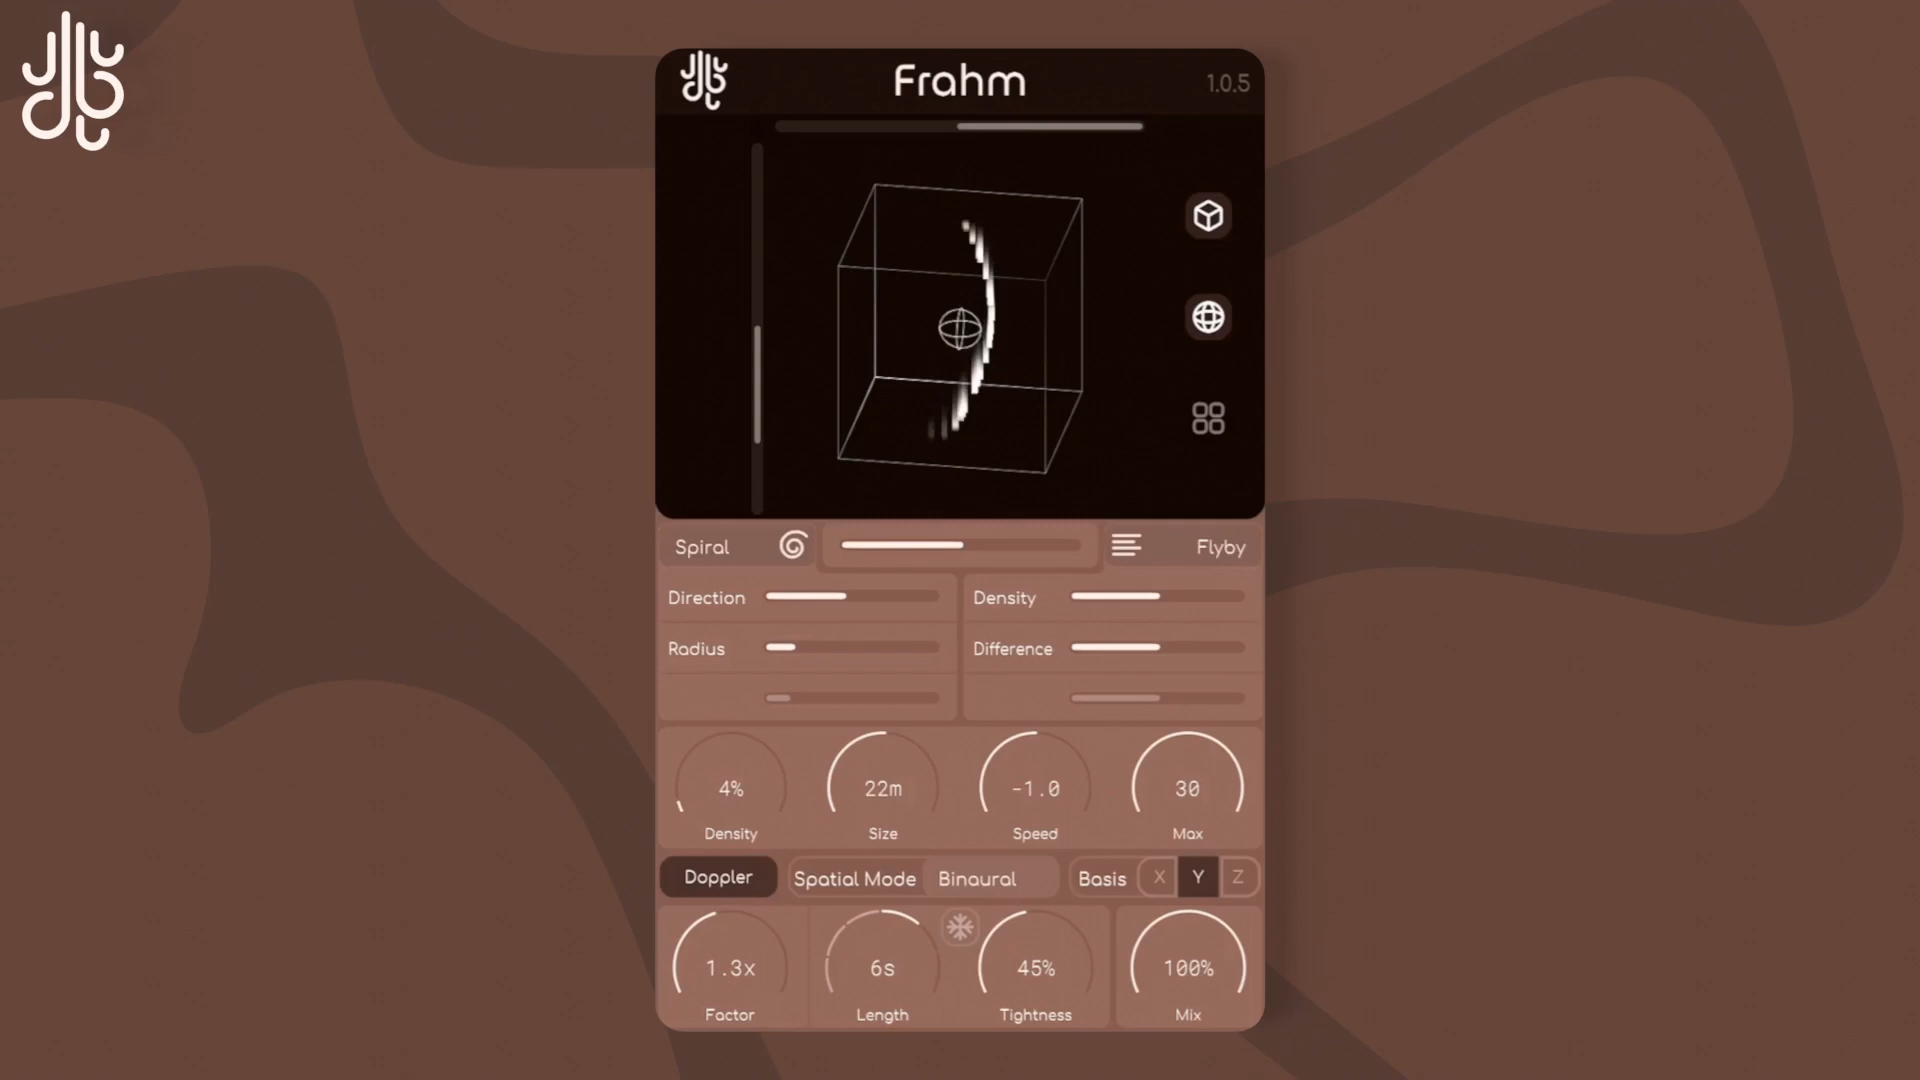 Frahm 1.0.5
Spiral Flyby
Direction Density
Radius Difference
4% 22m -1.0 30
Density Size Speed Max
Doppler Spatial Mode Binaural Basis X Y Z
1.3x 6s 45% 100%
Factor Length Tightness Mix